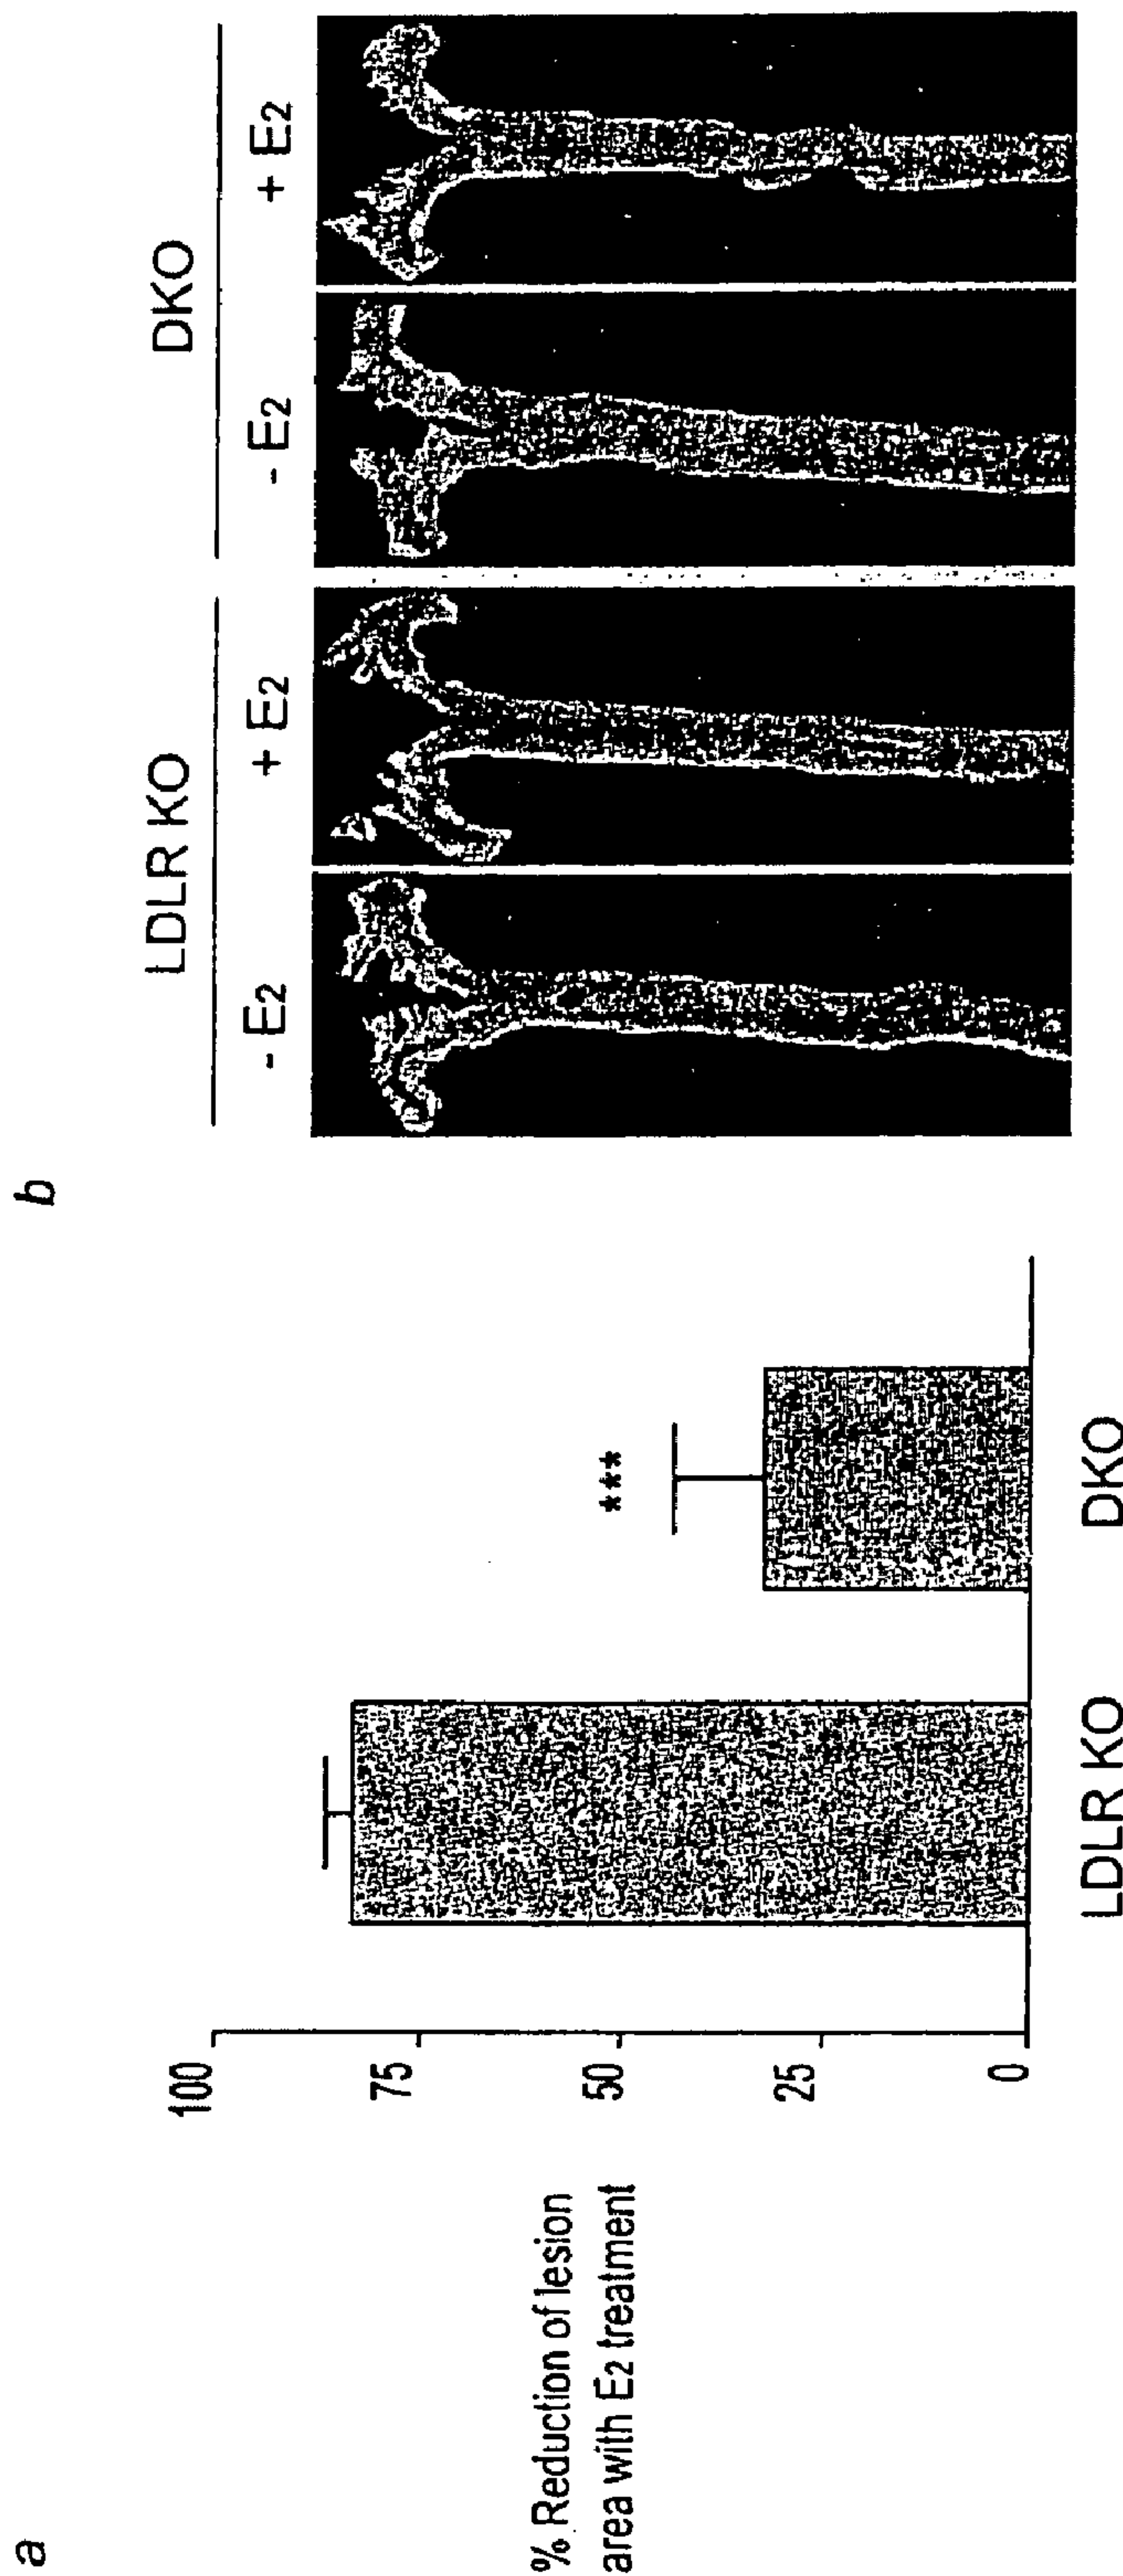 a
% Reduction of lesion
area with E2 treatment
100
75
50
25
0
***
LDLR KO
DKO
b
LDLR KO
DKO
- E2
+ E2
- E2
+ E2